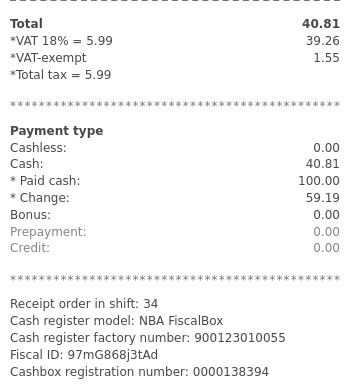 Total 40.81
*VAT 18% = 5.99 39.26
*VAT-exempt 1.55
*Total tax = 5.99
****************************************************
Payment type
Cashless: 0.00
Cash: 40.81
* Paid cash: 100.00
* Change: 59.19
Bonus: 0.00
Prepayment: 0.00
Credit: 0.00
****************************************************
Receipt order in shift: 34
Cash register model: NBA FiscalBox
Cash register factory number: 900123010055
Fiscal ID: 97mG868j3tAd
Cashbox registration number: 0000138394